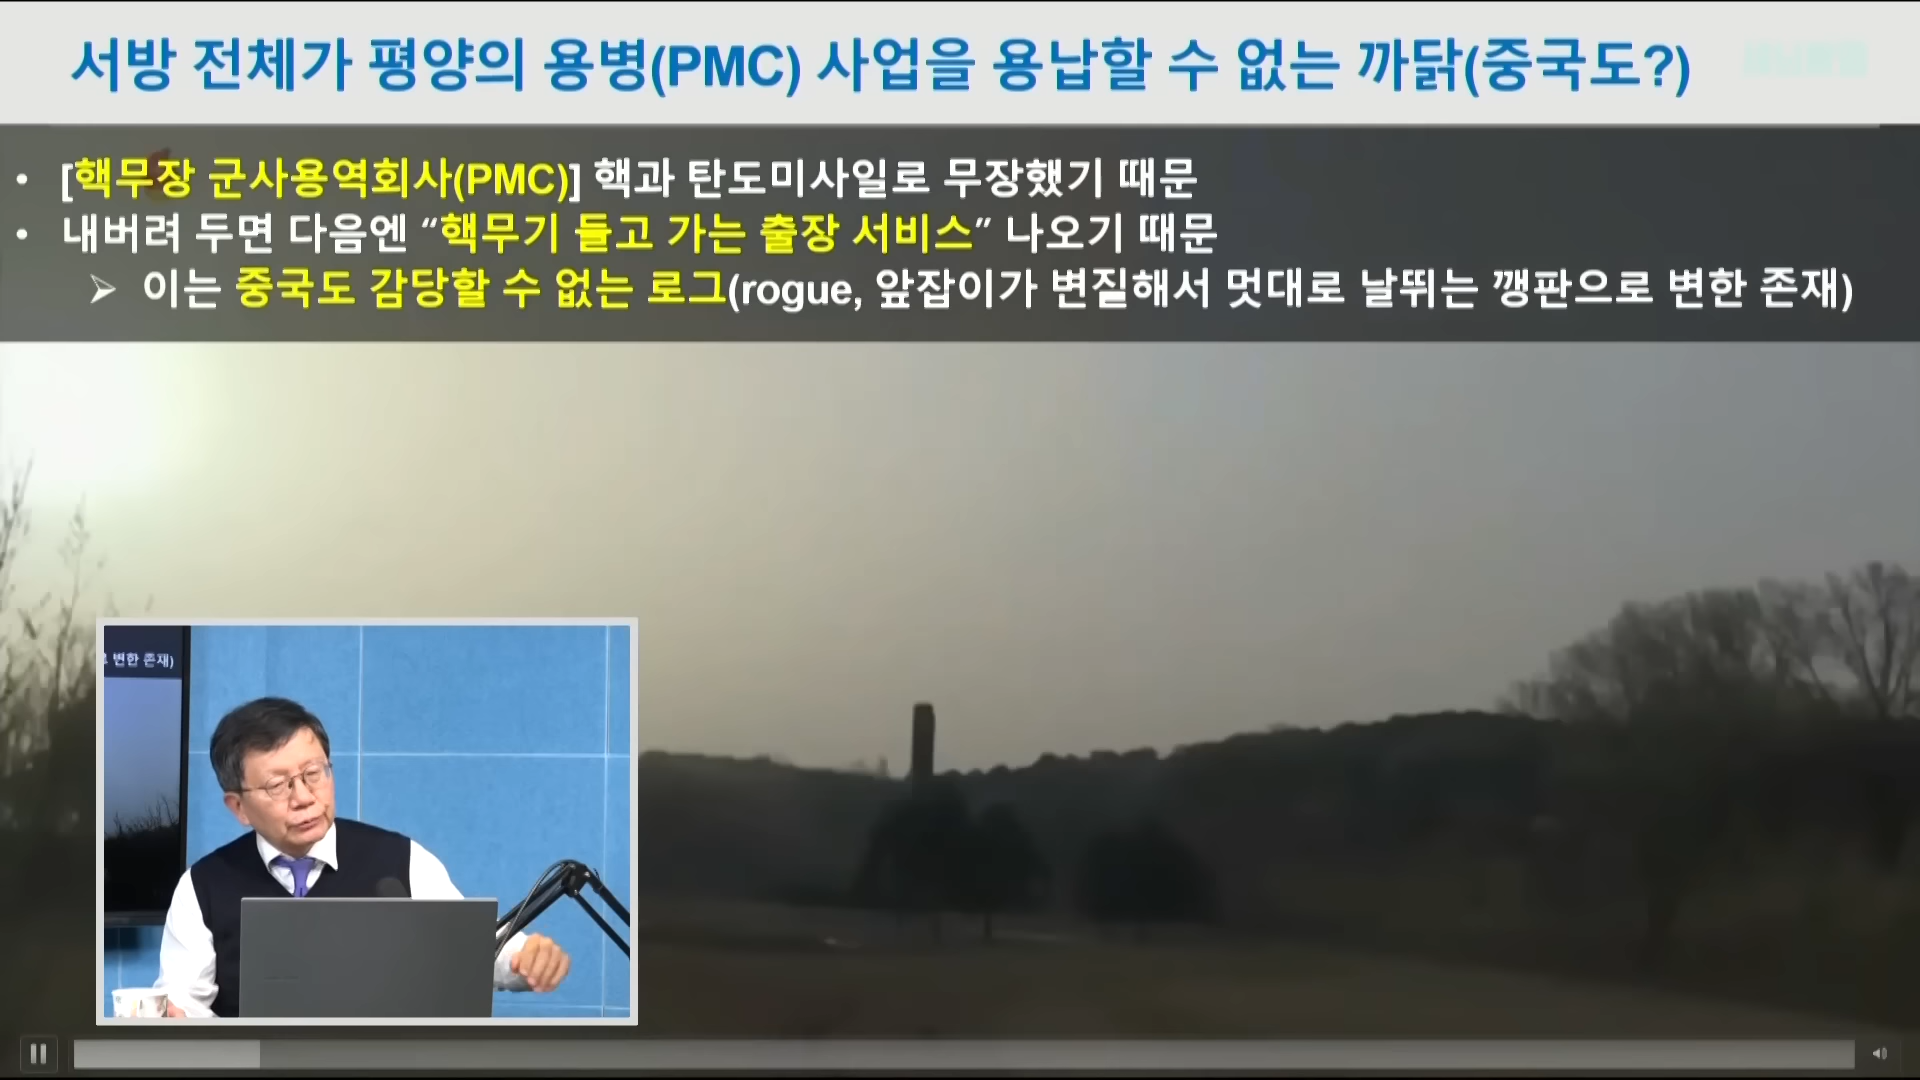 서방 전체가 평양의 용병(PMC) 사업을 용납할 수 없는 까닭(중국도?)
• [핵무장 군사용역회사(PMC)] 핵과 탄도미사일로 무장했기 때문
• 내버려 두면 다음엔 “핵무기 들고 가는 출장 서비스” 나오기 때문
➢ 이는 중국도 감당할 수 없는 로그(rogue, 앞잡이가 변질해서 멋대로 날뛰는 깽판으로 변한 존재)
변한 존재)